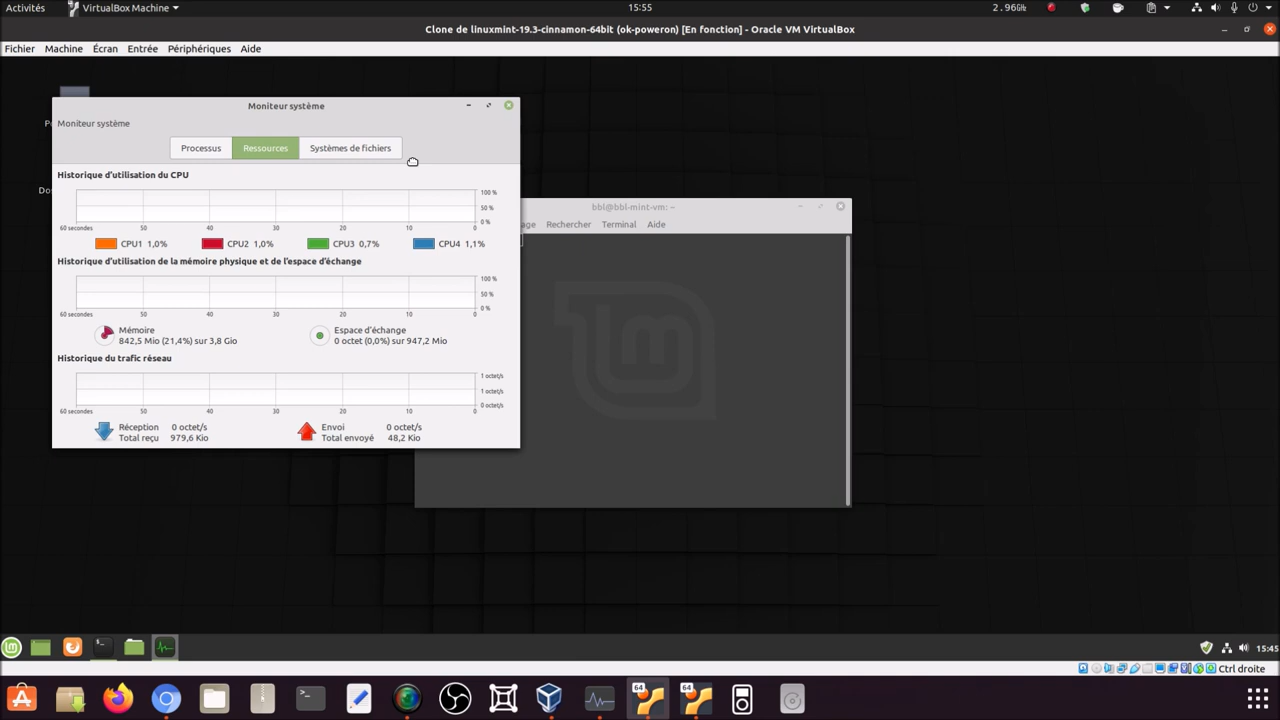 Activités VirtualBox Machine 15:55 2.96GHz
Clone de linuxmint-19.3-cinnamon-64bit (ok-poweron) [En fonction] - Oracle VM VirtualBox
Fichier Machine Écran Entrée Périphériques Aide
Moniteur système
Moniteur système
Processus Ressources Systèmes de fichiers
Historique d'utilisation du CPU
100 %
50 %
0 %
60 secondes 50 40 30 20 10 0
CPU1 1,0% CPU2 1,0% CPU3 0,7% CPU4 1,1%
Historique d'utilisation de la mémoire physique et de l'espace d'échange
100 %
50 %
0 %
60 secondes 50 40 30 20 10 0
Mémoire
842,5 Mio (21,4%) sur 3,8 Gio
Espace d'échange
0 octet (0,0%) sur 947,2 Mio
Historique du trafic réseau
1 octet/s
1 octet/s
0 octet/s
60 secondes 50 40 30 20 10 0
Réception 0 octet/s
Total reçu 979,6 Kio
Envoi 0 octet/s
Total envoyé 48,2 Kio
bbl@bbl-mint-vm: ~
Rechercher Terminal Aide
15:45
Ctrl droite
64
64